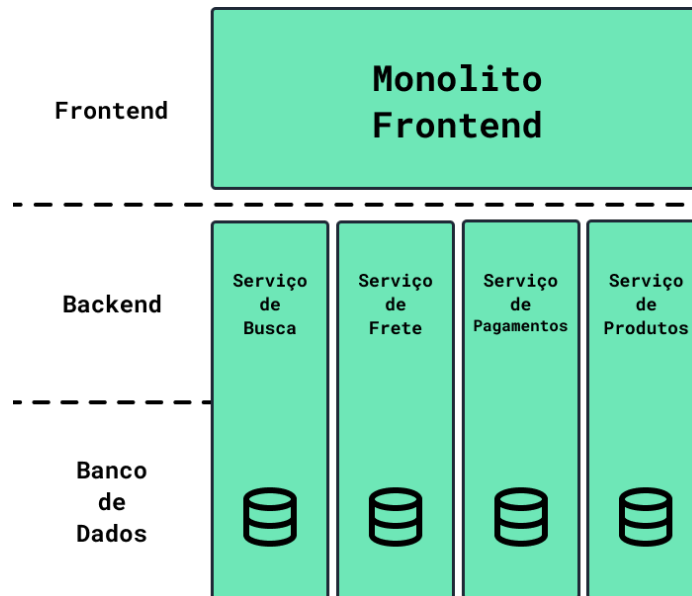 Monolito
Frontend
Frontend
Backend
Serviço
de
Busca
Serviço
de
Frete
Serviço
de
Pagamentos
Serviço
de
Produtos
Banco
de
Dados